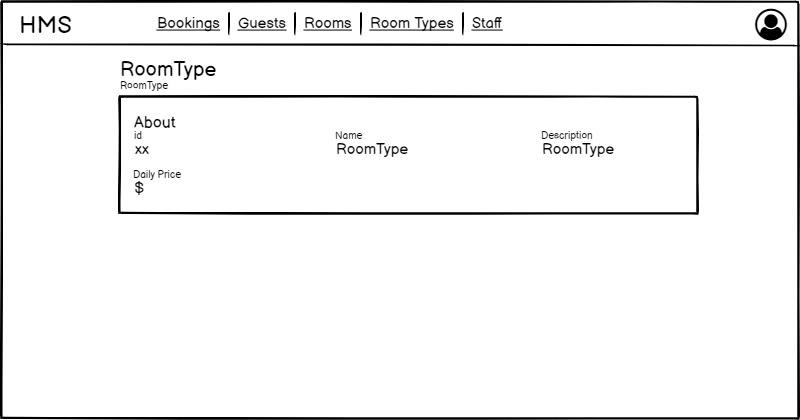 HMS Bookings Guests Rooms Room Types Staff
RoomType
RoomType
About
id Name Description
xx RoomType RoomType
Daily Price
$